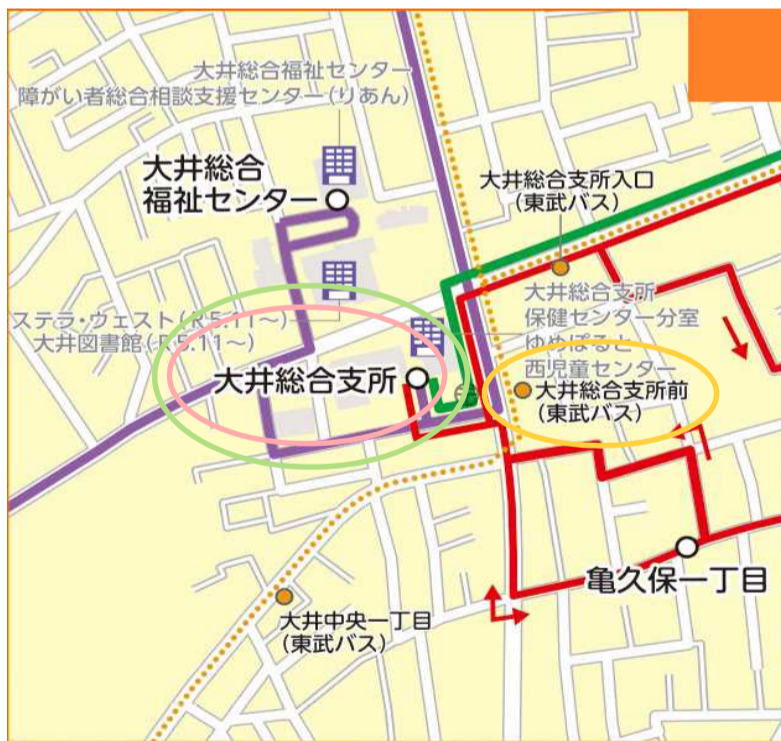 大井総合福祉センター
障がい者総合相談支援センター(りあん)
大井総合
福祉センター
大井総合支所入口
(東武バス)
ステラ・ウェスト(R5.11〜)
大井図書館(R5.11〜)
大井総合支所
保健センター分室
ゆめぽると
西児童センター
大井総合支所
大井総合支所前
(東武バス)
亀久保一丁目
大井中央一丁目
(東武バス)